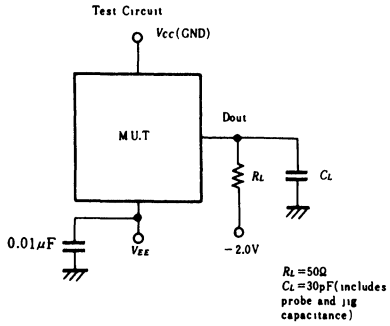 Test Circuit
Vcc(GND)
M.U.T
Dout
RL
CL
0.01μF
VEE
−2.0V
RL=50Ω
CL=30pF(includes
probe and jig
capacitance)